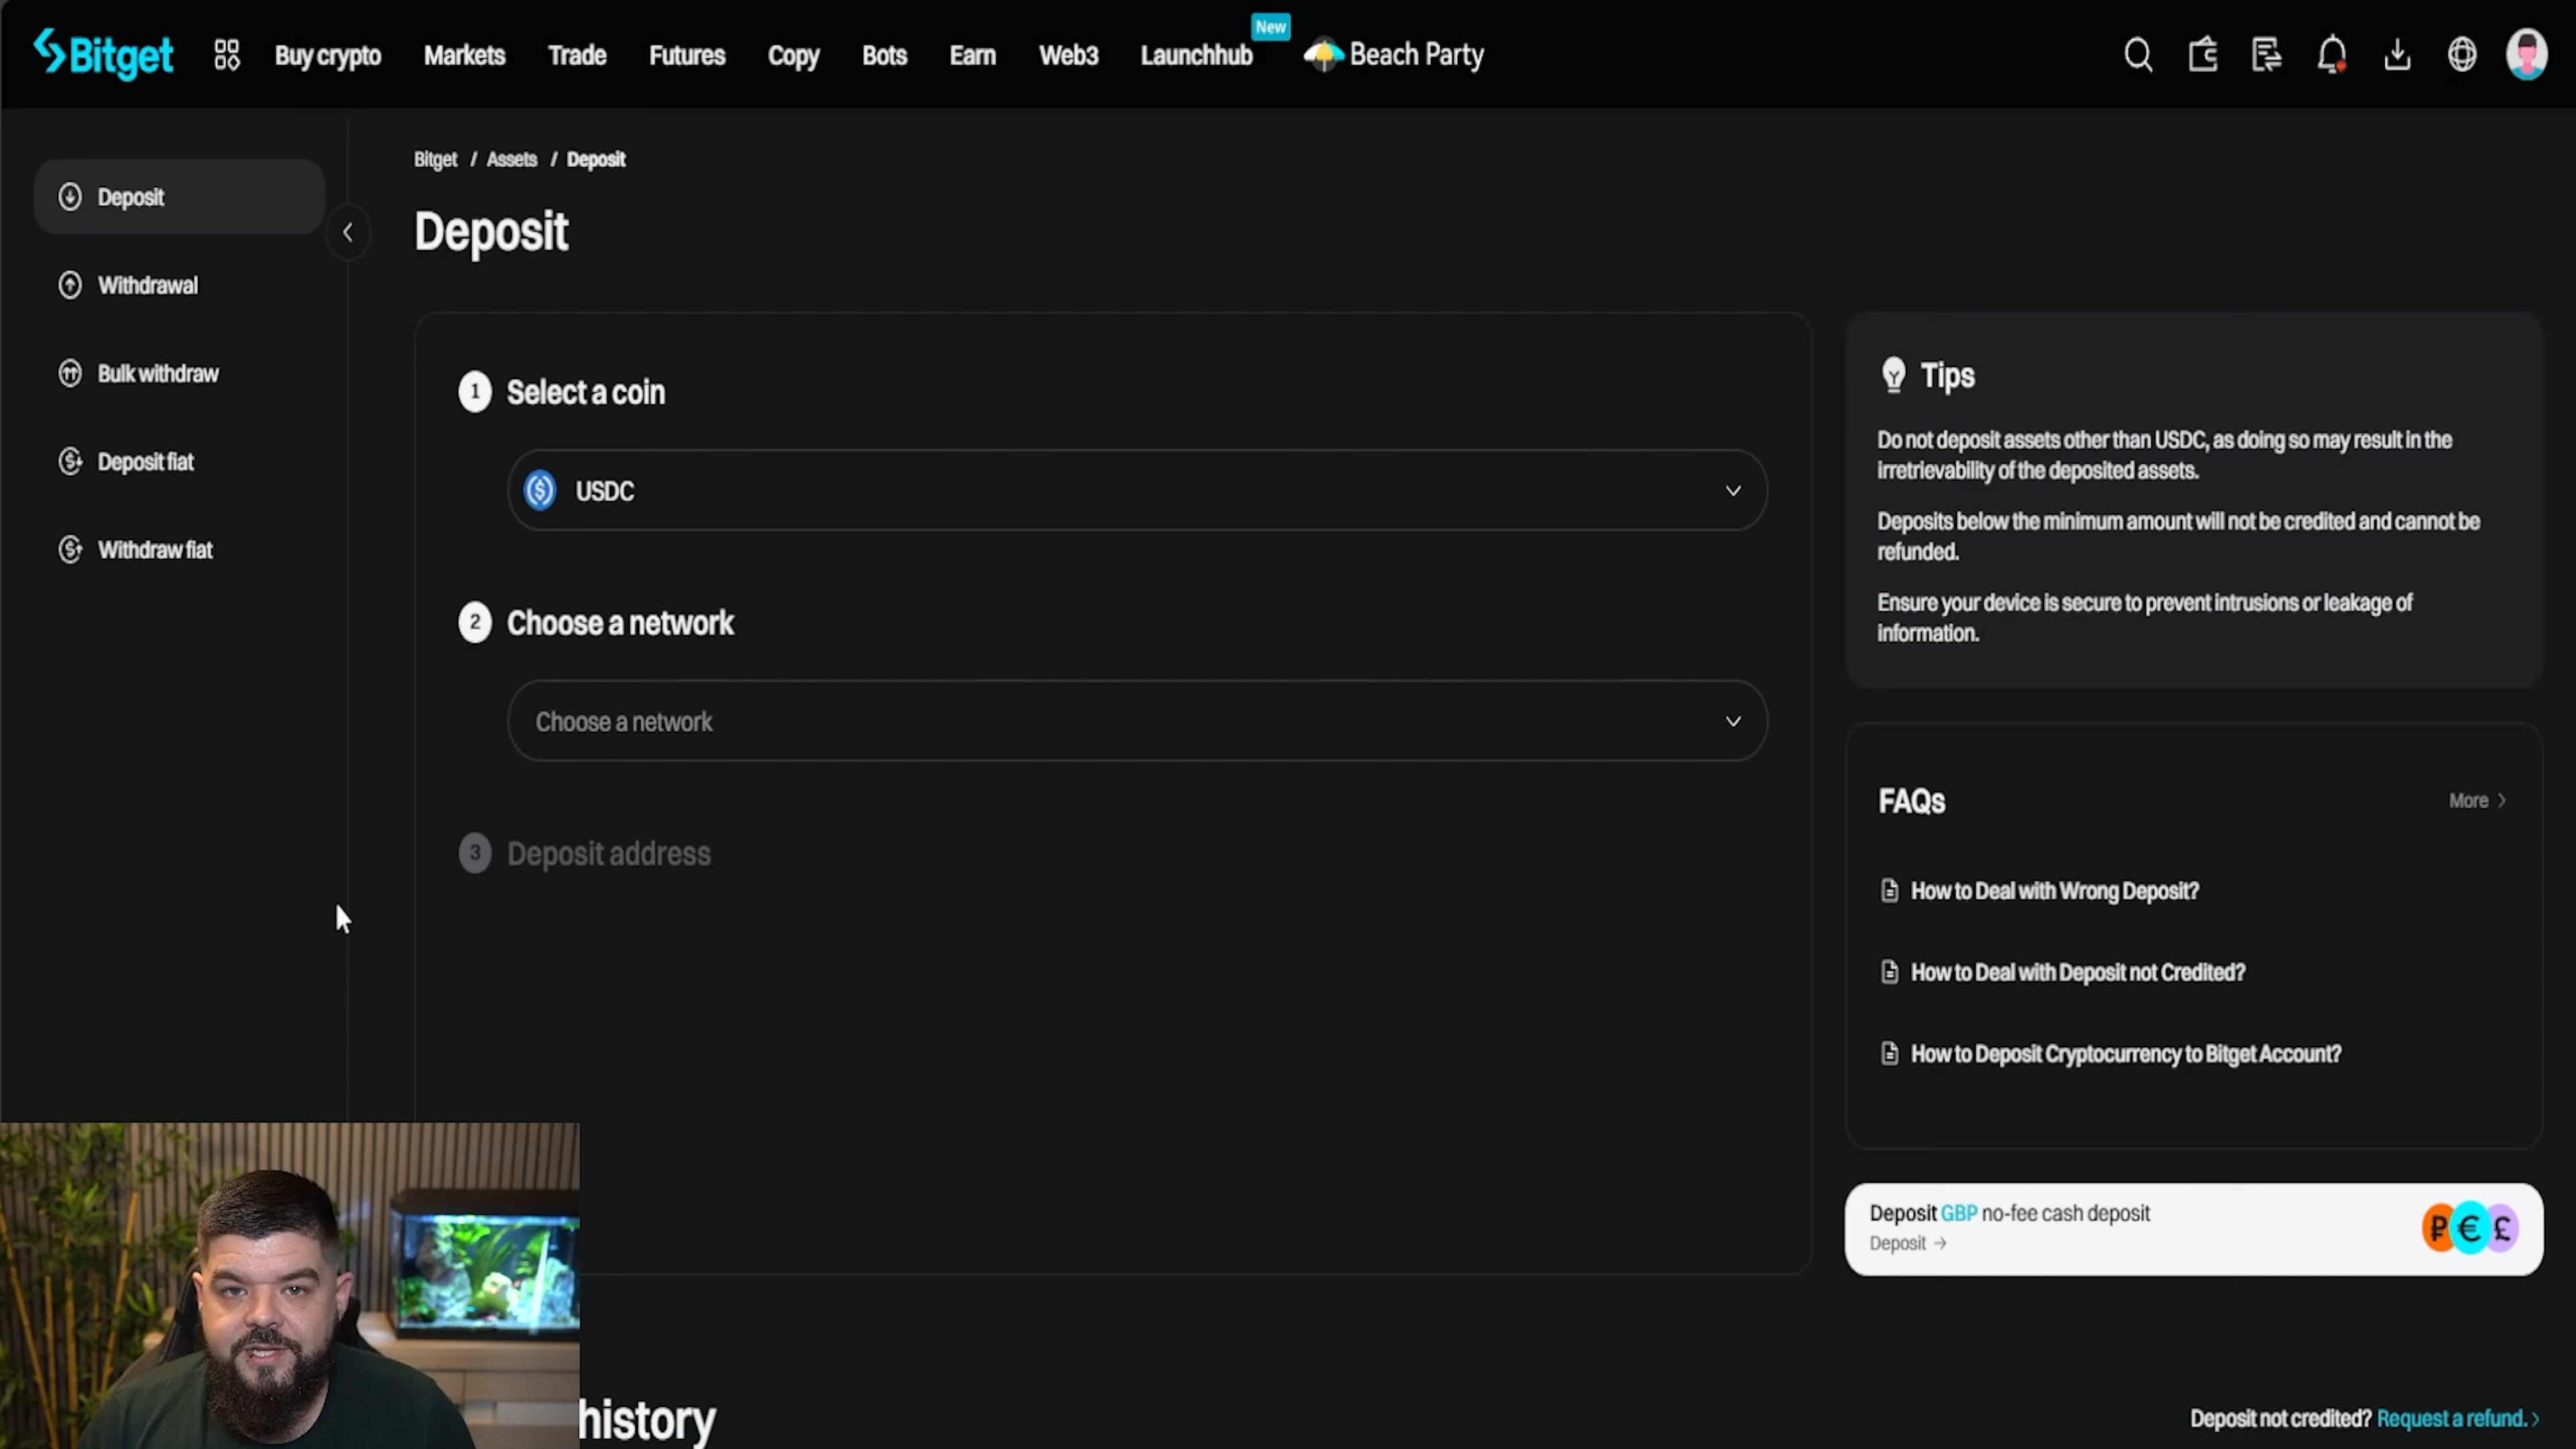 Bitget
Buy crypto
Markets
Trade
Futures
Copy
Bots
Earn
Web3
Launchhub
New
Beach Party
Deposit
Withdrawal
Bulk withdraw
Deposit fiat
Withdraw fiat
Bitget / Assets / Deposit
Deposit
1 Select a coin
USDC
2 Choose a network
Choose a network
3 Deposit address
Tips
Do not deposit assets other than USDC, as doing so may result in the
irretrievability of the deposited assets.
Deposits below the minimum amount will not be credited and cannot be
refunded.
Ensure your device is secure to prevent intrusions or leakage of
information.
FAQs
More
How to Deal with Wrong Deposit?
How to Deal with Deposit not Credited?
How to Deposit Cryptocurrency to Bitget Account?
Deposit GBP no-fee cash deposit
Deposit →
₽ € £
history
Deposit not credited? Request a refund.